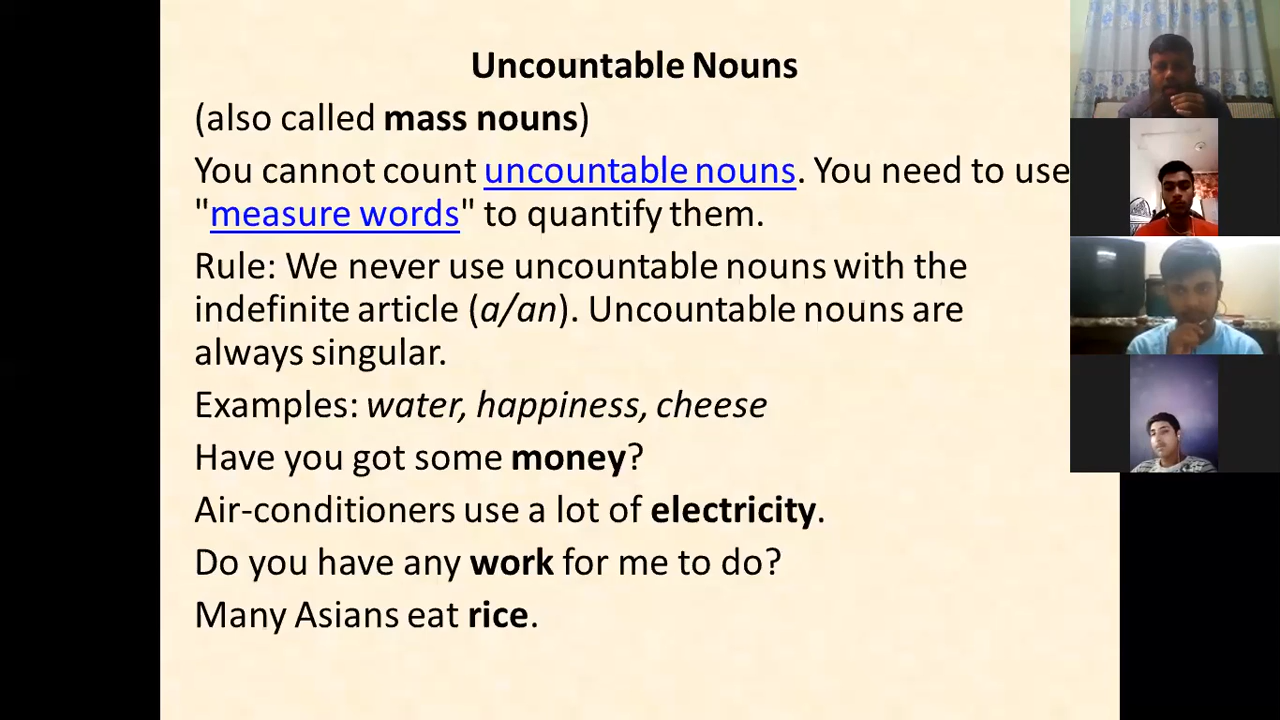 Uncountable Nouns
(also called mass nouns)
You cannot count uncountable nouns. You need to use
"measure words" to quantify them.
Rule: We never use uncountable nouns with the
indefinite article (a/an). Uncountable nouns are
always singular.
Examples: water, happiness, cheese
Have you got some money?
Air-conditioners use a lot of electricity.
Do you have any work for me to do?
Many Asians eat rice.